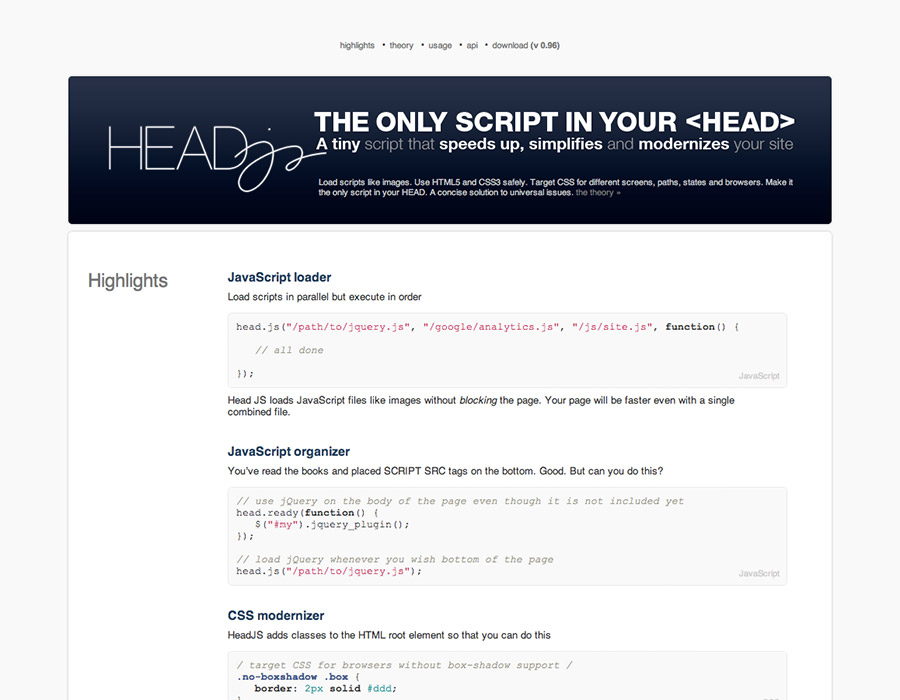 highlights • theory • usage • api • download (v 0.96)
HEADjs
THE ONLY SCRIPT IN YOUR <HEAD>
A tiny script that speeds up, simplifies and modernizes your site
Load scripts like images. Use HTML5 and CSS3 safely. Target CSS for different screens, paths, states and browsers. Make it
the only script in your HEAD. A concise solution to universal issues. the theory »
Highlights
JavaScript loader
Load scripts in parallel but execute in order
head.js("/path/to/jquery.js", "/google/analytics.js", "/js/site.js", function() {
// all done
});
JavaScript
Head JS loads JavaScript files like images without blocking the page. Your page will be faster even with a single
combined file.
JavaScript organizer
You've read the books and placed SCRIPT SRC tags on the bottom. Good. But can you do this?
// use jQuery on the body of the page even though it is not included yet
head.ready(function() {
$("#my").jquery_plugin();
});
// load jQuery whenever you wish bottom of the page
head.js("/path/to/jquery.js");
JavaScript
CSS modernizer
HeadJS adds classes to the HTML root element so that you can do this
/ target CSS for browsers without box-shadow support /
.no-boxshadow .box {
border: 2px solid #ddd;